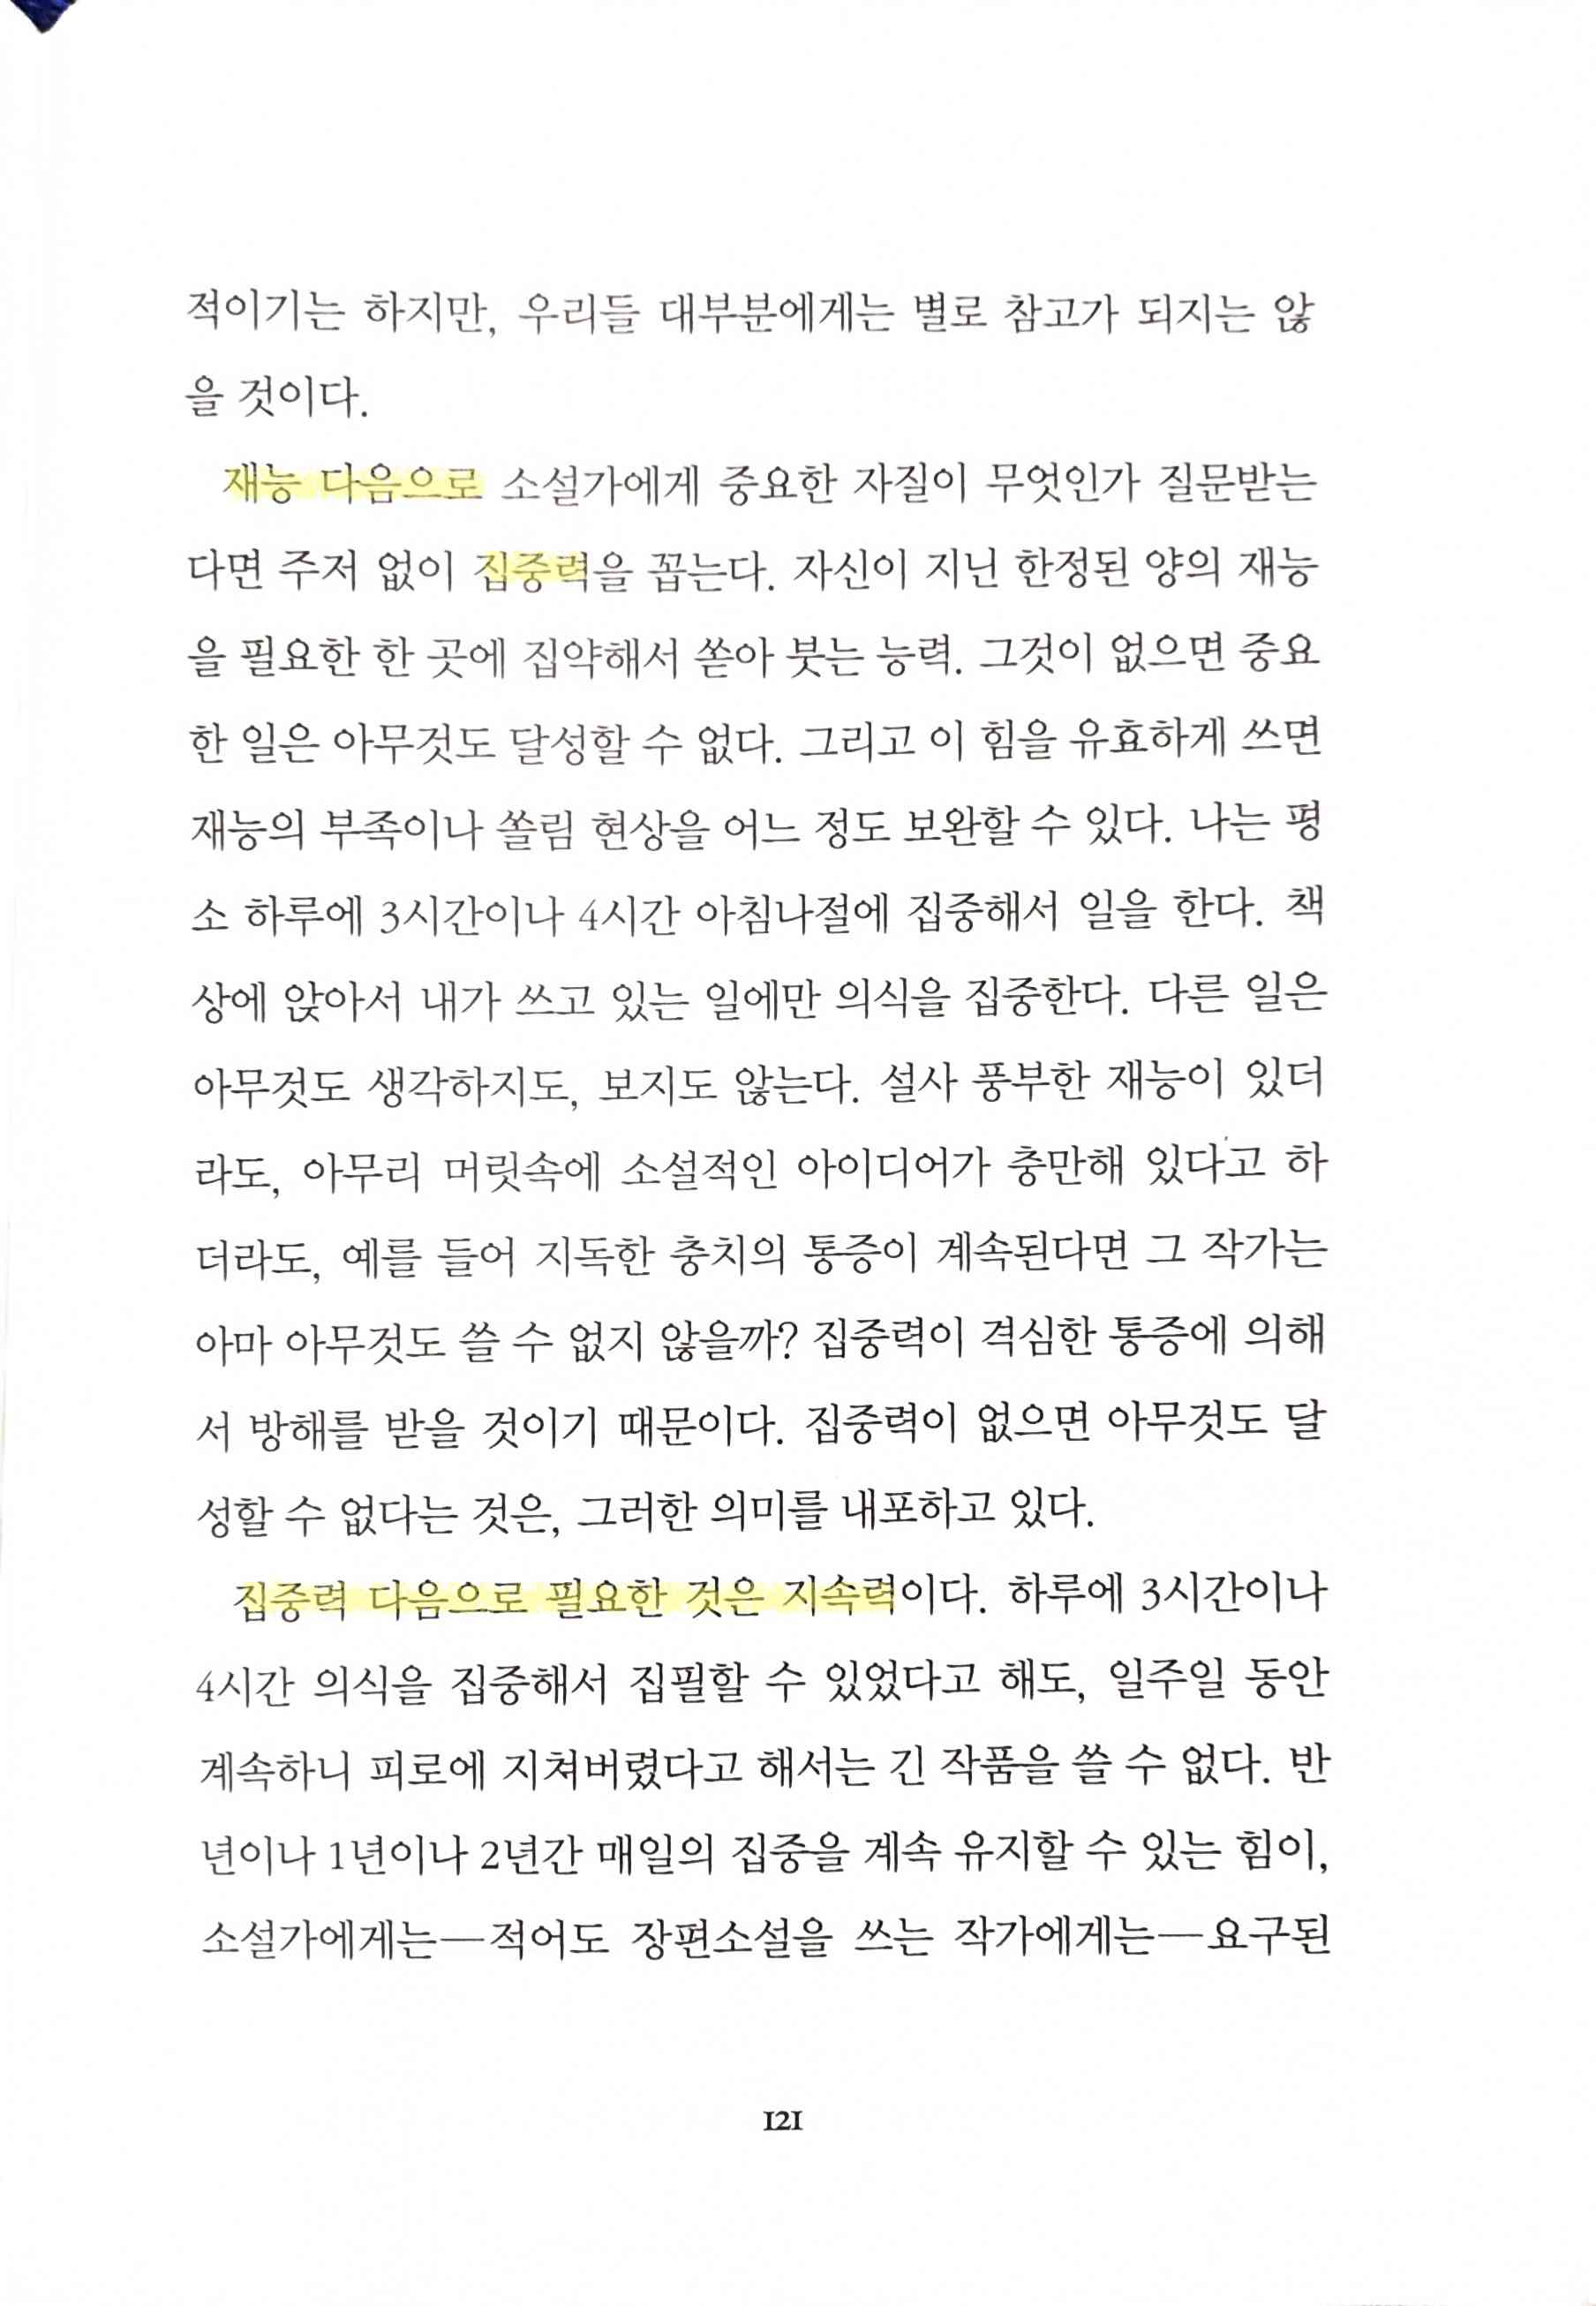 적이기는 하지만, 우리들 대부분에게는 별로 참고가 되지는 않
을 것이다.
재능 다음으로 소설가에게 중요한 자질이 무엇인가 질문받는
다면 주저 없이 집중력을 꼽는다. 자신이 지닌 한정된 양의 재능
을 필요한 한 곳에 집약해서 쏟아 붓는 능력. 그것이 없으면 중요
한 일은 아무것도 달성할 수 없다. 그리고 이 힘을 유효하게 쓰면
재능의 부족이나 쏠림 현상을 어느 정도 보완할 수 있다. 나는 평
소 하루에 3시간이나 4시간 아침나절에 집중해서 일을 한다. 책
상에 앉아서 내가 쓰고 있는 일에만 의식을 집중한다. 다른 일은
아무것도 생각하지도, 보지도 않는다. 설사 풍부한 재능이 있더
라도, 아무리 머릿속에 소설적인 아이디어가 충만해 있다고 하
더라도, 예를 들어 지독한 충치의 통증이 계속된다면 그 작가는
아마 아무것도 쓸 수 없지 않을까? 집중력이 격심한 통증에 의해
서 방해를 받을 것이기 때문이다. 집중력이 없으면 아무것도 달
성할 수 없다는 것은, 그러한 의미를 내포하고 있다.
집중력 다음으로 필요한 것은 지속력이다. 하루에 3시간이나
4시간 의식을 집중해서 집필할 수 있었다고 해도, 일주일 동안
계속하니 피로에 지쳐버렸다고 해서는 긴 작품을 쓸 수 없다. 반
년이나 1년이나 2년간 매일의 집중을 계속 유지할 수 있는 힘이,
소설가에게는—적어도 장편소설을 쓰는 작가에게는—요구된
121